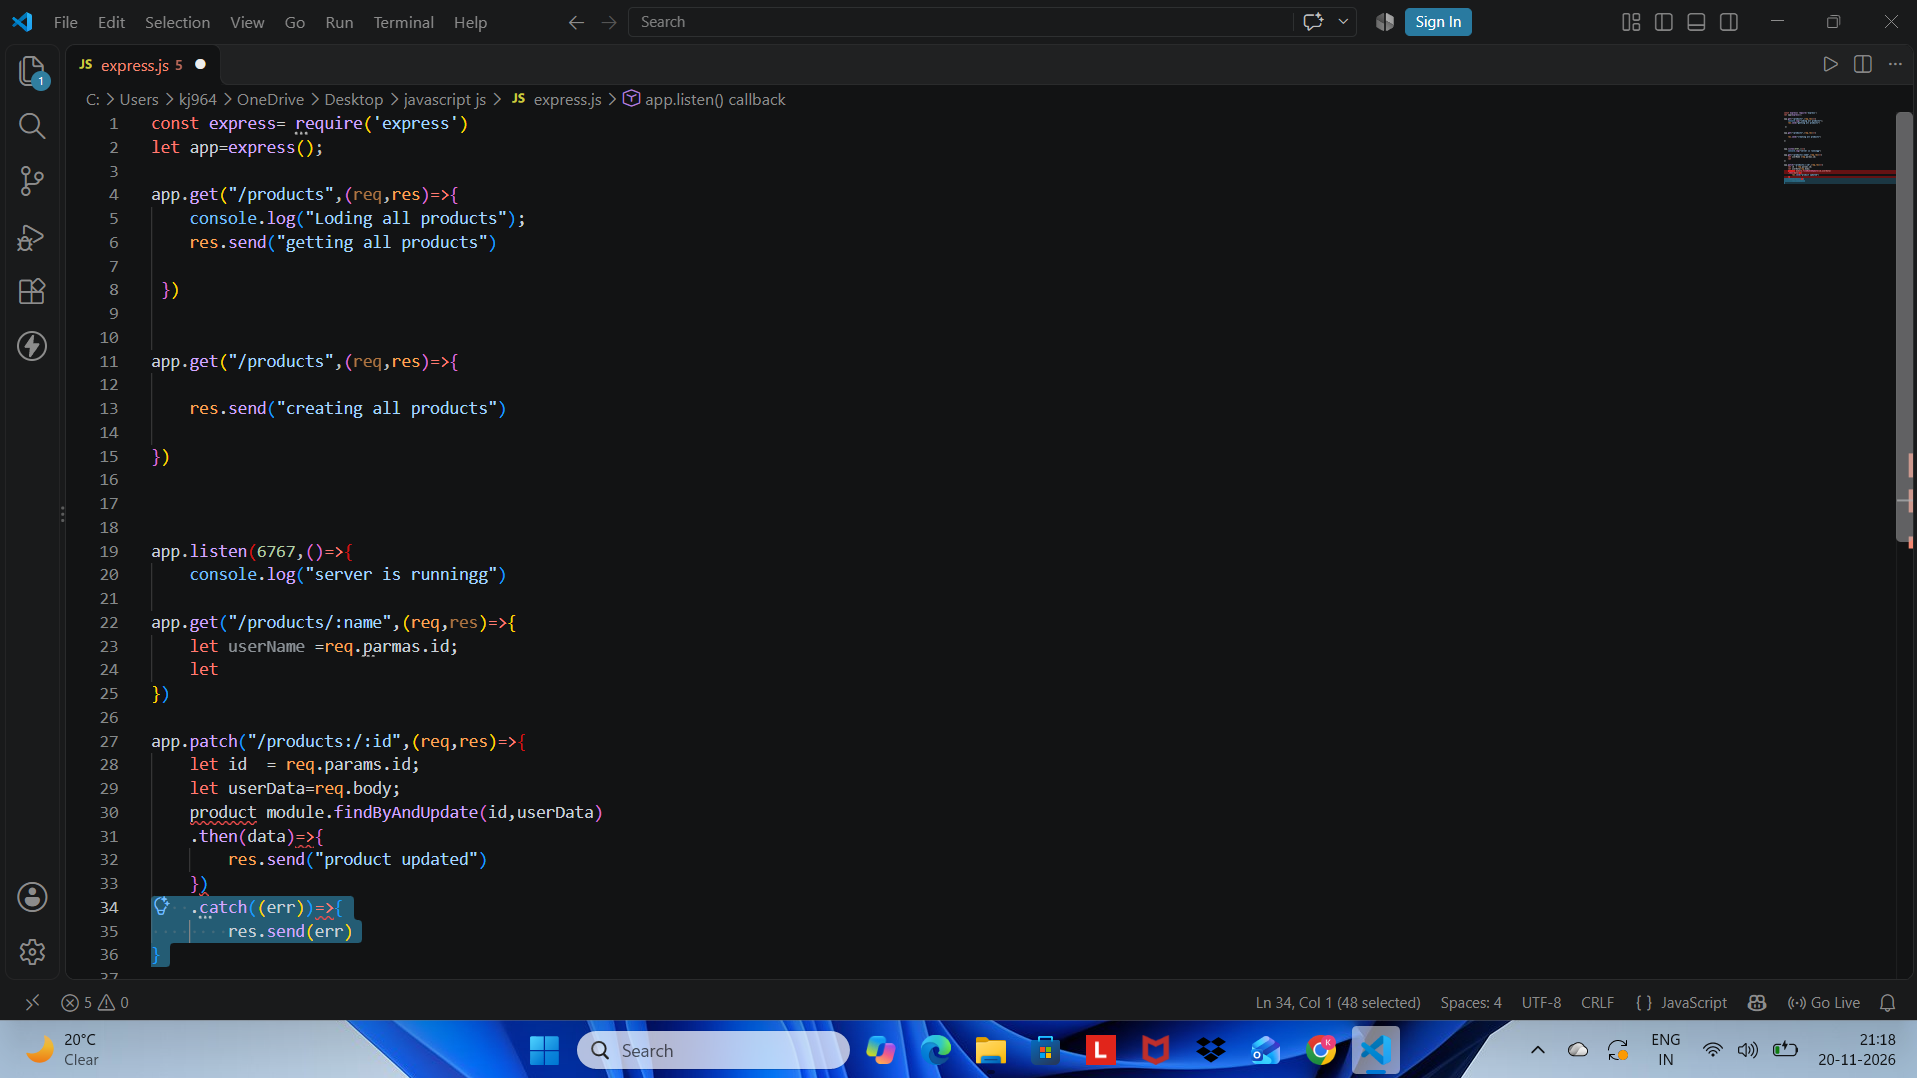 File Edit Selection View Go Run Terminal Help Search Sign In
JS express.js 5
C: > Users > kj964 > OneDrive > Desktop > javascript js > JS express.js > app.listen() callback
1 const express= require('express')
2 let app=express();
3
4 app.get("/products",(req,res)=>{
5 console.log("Loding all products");
6 res.send("getting all products")
7
8 })
9
10
11 app.get("/products",(req,res)=>{
12
13 res.send("creating all products")
14
15 })
16
17
18
19 app.listen(6767,()=>{
20 console.log("server is runningg")
21
22 app.get("/products/:name",(req,res)=>{
23 let userName =req.parmas.id;
24 let
25 })
26
27 app.patch("/products:/:id",(req,res)=>{
28 let id  = req.params.id;
29 let userData=req.body;
30 product module.findByAndUpdate(id,userData)
31 .then(data)=>{
32 res.send("product updated")
33 })
34 .catch((err))=>{
35 res.send(err)
36 }
37
1
5 0 Ln 34, Col 1 (48 selected) Spaces: 4 UTF-8 CRLF { } JavaScript Go Live
20°C
Clear
Search
L
K
ENG
IN
21:18
20-11-2026